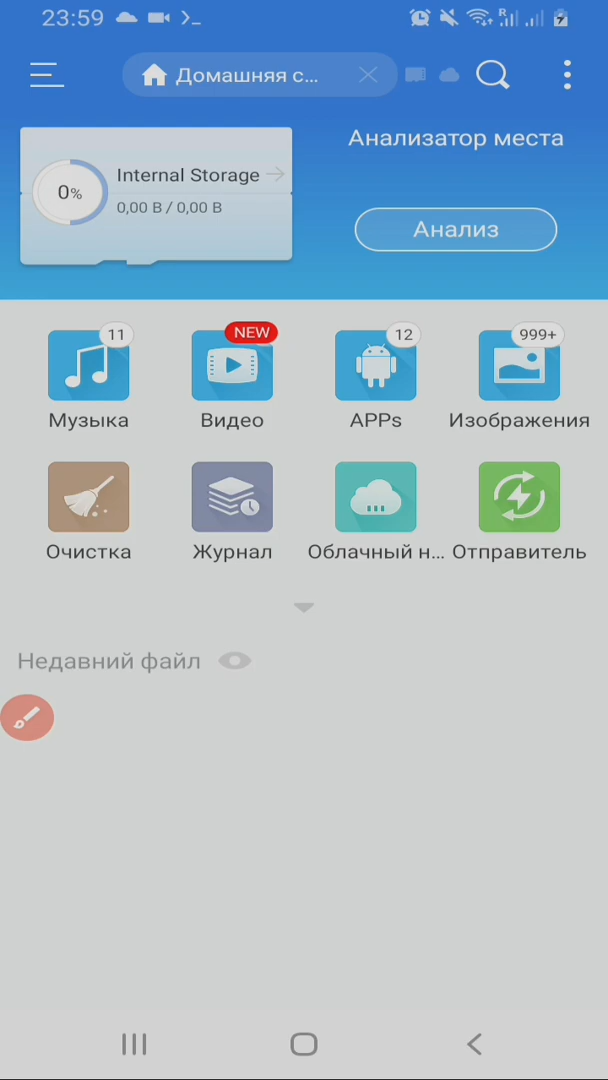 23:59
Домашняя с...
Анализатор места
Internal Storage
0%
0,00 B / 0,00 B
Анализ
11
NEW
12
999+
Музыка
Видео
APPs
Изображения
Очистка
Журнал
Облачный н...
Отправитель
Недавний файл